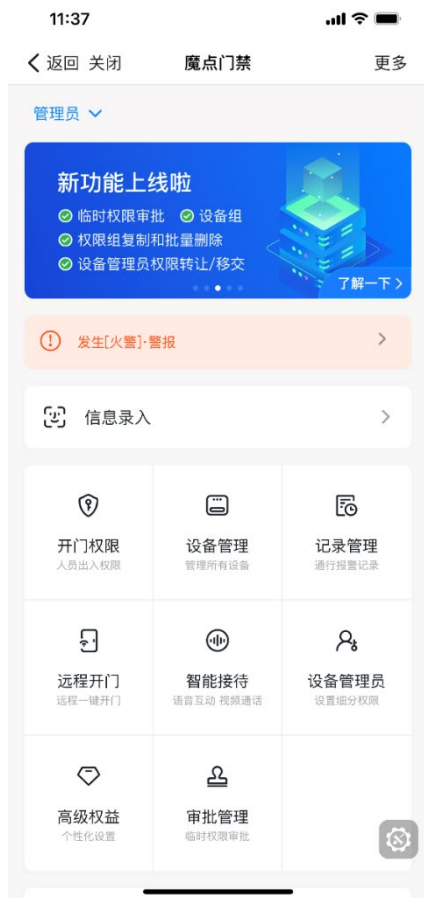 11:37
返回 关闭 魔点门禁 更多
管理员
新功能上线啦
临时权限审批 设备组
权限组复制和批量删除
设备管理员权限转让/移交
了解一下
发生[火警]·警报
信息录入
开门权限 设备管理 记录管理
人员出入权限 管理所有设备 通行报警记录
远程开门 智能接待 设备管理员
远程一键开门 语音互动 视频通话 设置细分权限
高级权益 审批管理
个性化设置 临时权限审批